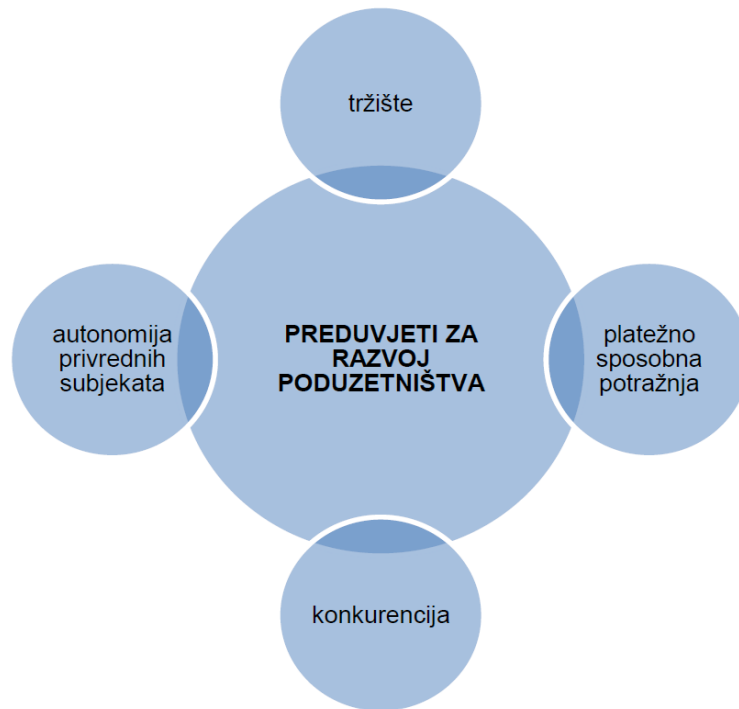 tržište
autonomija
privrednih
subjekata
PREDUVJETI ZA
RAZVOJ
PODUZETNIŠTVA
platežno
sposobna
potražnja
konkurencija